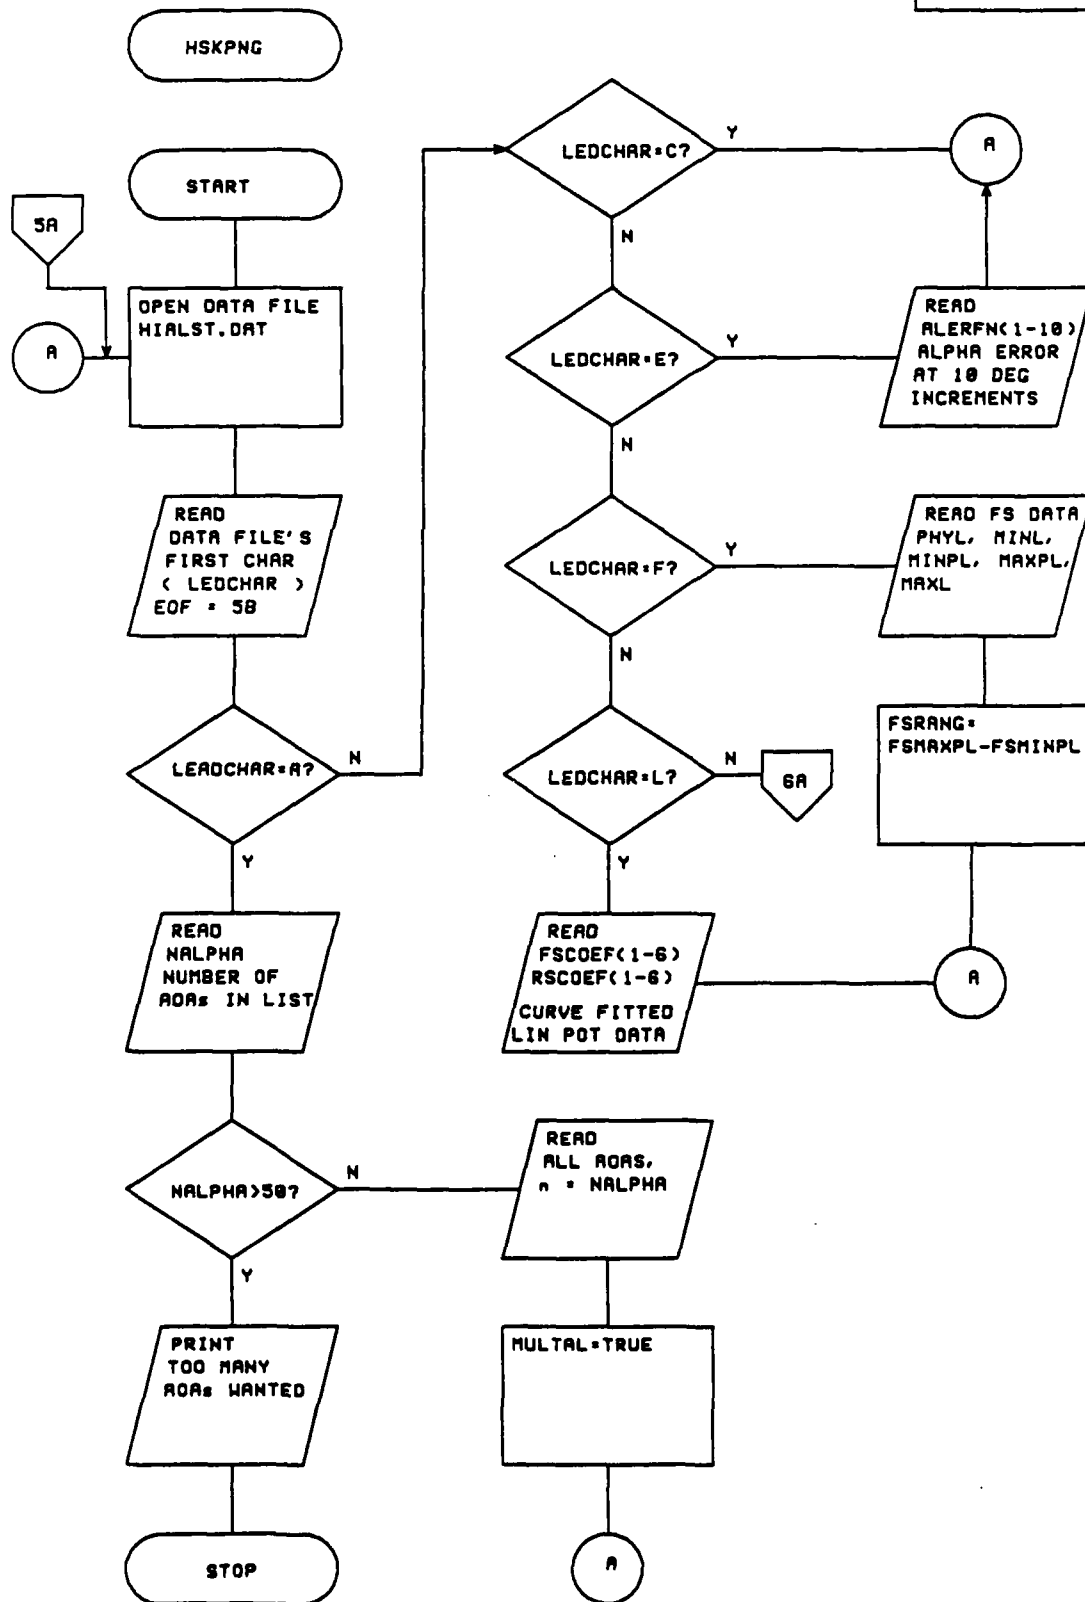 HSKPNG
START
5A
A
OPEN DATA FILE
HIALST.DAT
READ
DATA FILE'S
FIRST CHAR
( LEDCHAR )
EOF = 5B
LEADCHAR=A?
N
Y
READ
NALPHA
NUMBER OF
AOAs IN LIST
NALPHA>50?
N
Y
PRINT
TOO MANY
AOAs WANTED
STOP
LEDCHAR=C?
Y
A
N
LEDCHAR=E?
Y
READ
ALERFN(1-10)
ALPHA ERROR
AT 10 DEG
INCREMENTS
N
LEDCHAR=F?
Y
READ FS DATA
PHYL, MINL,
MINPL, MAXPL,
MAXL
N
FSRANG=
FSMAXPL-FSMINPL
LEDCHAR=L?
N
6A
Y
READ
FSCOEF(1-6)
RSCOEF(1-6)
CURVE FITTED
LIN POT DATA
A
READ
ALL AOAS,
n = NALPHA
MULTAL=TRUE
A